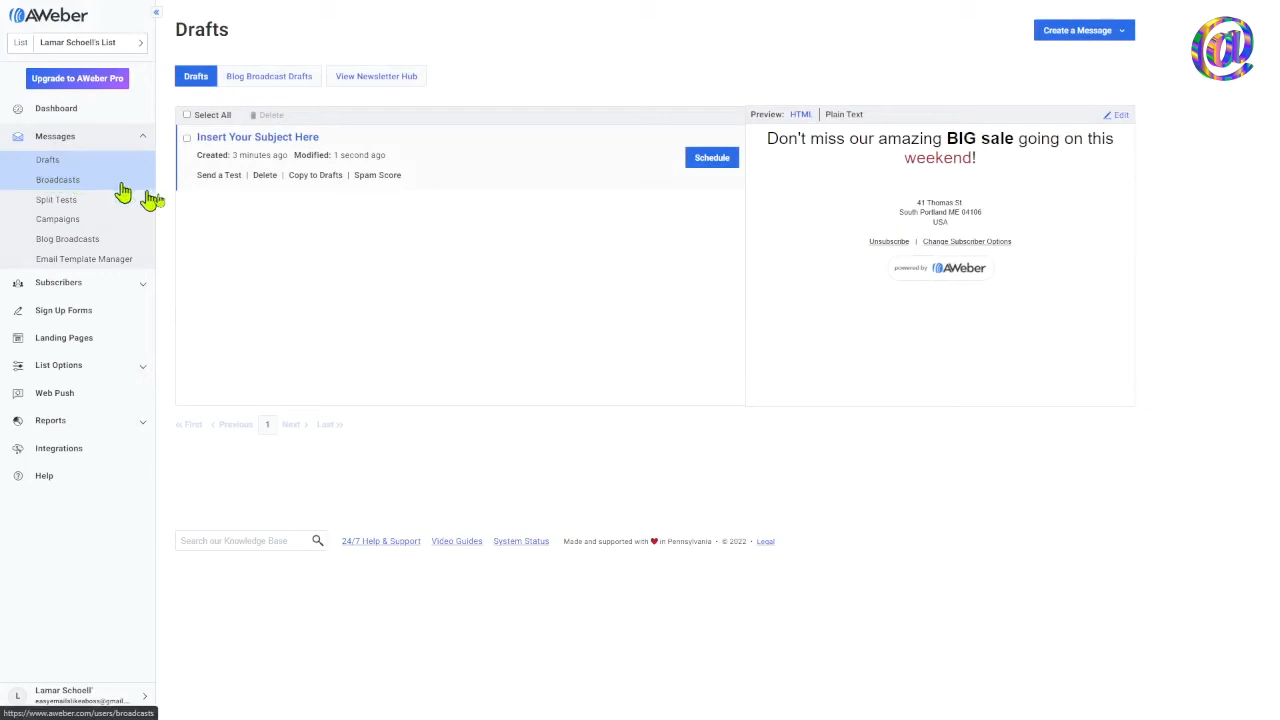 AWeber
«
Drafts
Create a Message
List
Lamar Schoell's List
Upgrade to AWeber Pro
Drafts
Blog Broadcast Drafts
View Newsletter Hub
Dashboard
Messages
Drafts
Broadcasts
Split Tests
Campaigns
Blog Broadcasts
Email Template Manager
Subscribers
Sign Up Forms
Landing Pages
List Options
Web Push
Reports
Integrations
Help
Select All
Delete
Insert Your Subject Here
Created: 3 minutes ago Modified: 1 second ago
Schedule
Send a Test | Delete | Copy to Drafts | Spam Score
Preview: HTML | Plain Text
Edit
Don't miss our amazing BIG sale going on this
weekend!
41 Thomas St
South Portland ME 04106
USA
Unsubscribe | Change Subscriber Options
powered by AWeber
« First ‹ Previous 1 Next › Last »
Search our Knowledge Base
24/7 Help & Support
Video Guides
System Status
Made and supported with ❤ in Pennsylvania • © 2022 • Legal
L
Lamar Schoell'
easyemailslikeaboss@gmail...
https://www.aweber.com/users/broadcasts
@